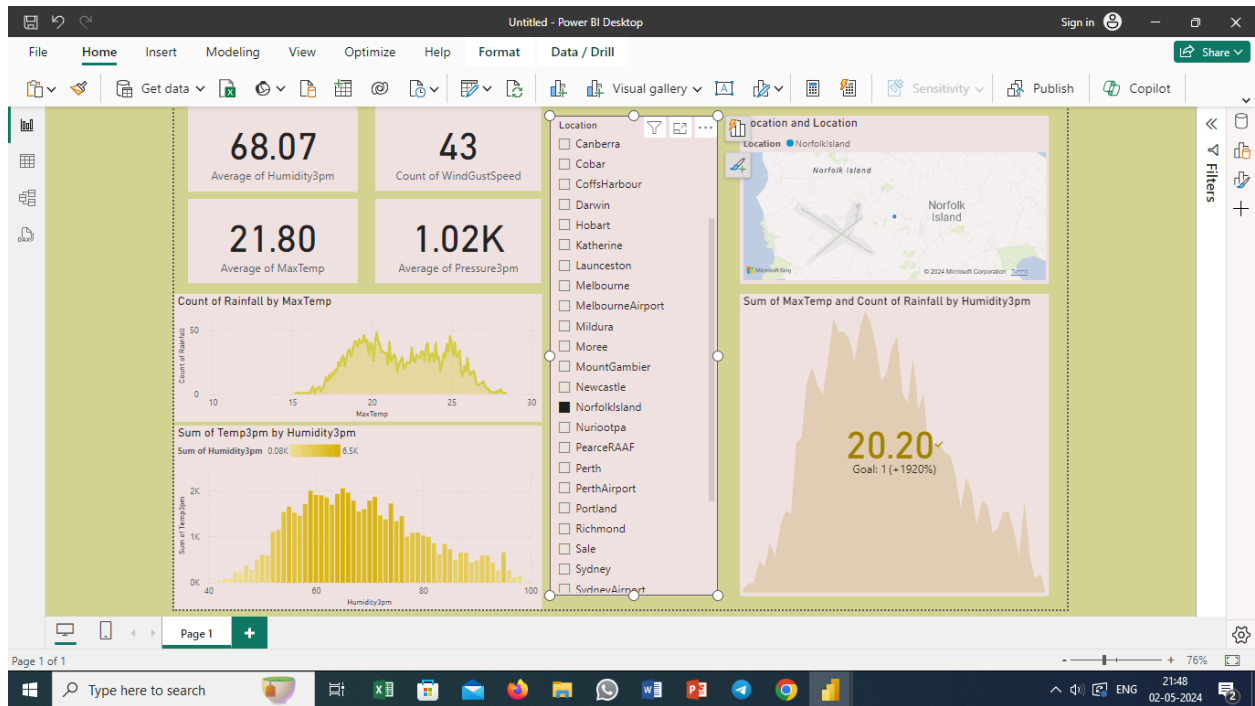 Untitled - Power BI Desktop
Sign in
File Home Insert Modeling View Optimize Help Format Data / Drill
Share
Get data
Visual gallery
Sensitivity
Publish
Copilot
68.07
Average of Humidity3pm
43
Count of WindGustSpeed
21.80
Average of MaxTemp
1.02K
Average of Pressure3pm
Count of Rainfall by MaxTemp
Count of Rainfall
50
0
10 15 20 25 30
MaxTemp
Sum of Temp3pm by Humidity3pm
Sum of Humidity3pm 0.08K 6.5K
Sum of Temp3pm
2K
1K
0K
40 60 80 100
Humidity3pm
Location
Canberra
Cobar
CoffsHarbour
Darwin
Hobart
Katherine
Launceston
Melbourne
MelbourneAirport
Mildura
Moree
MountGambier
Newcastle
NorfolkIsland
Nuriootpa
PearceRAAF
Perth
PerthAirport
Portland
Richmond
Sale
Sydney
SydneyAirport
ocation and Location
Location NorfolkIsland
Norfolk Island
Norfolk
Island
Microsoft Bing
© 2024 Microsoft Corporation Terms
Sum of MaxTemp and Count of Rainfall by Humidity3pm
20.20
Goal: 1 (+1920%)
Filters
Page 1
Page 1 of 1
- + 76%
Type here to search
ENG
21:48
02-05-2024
2